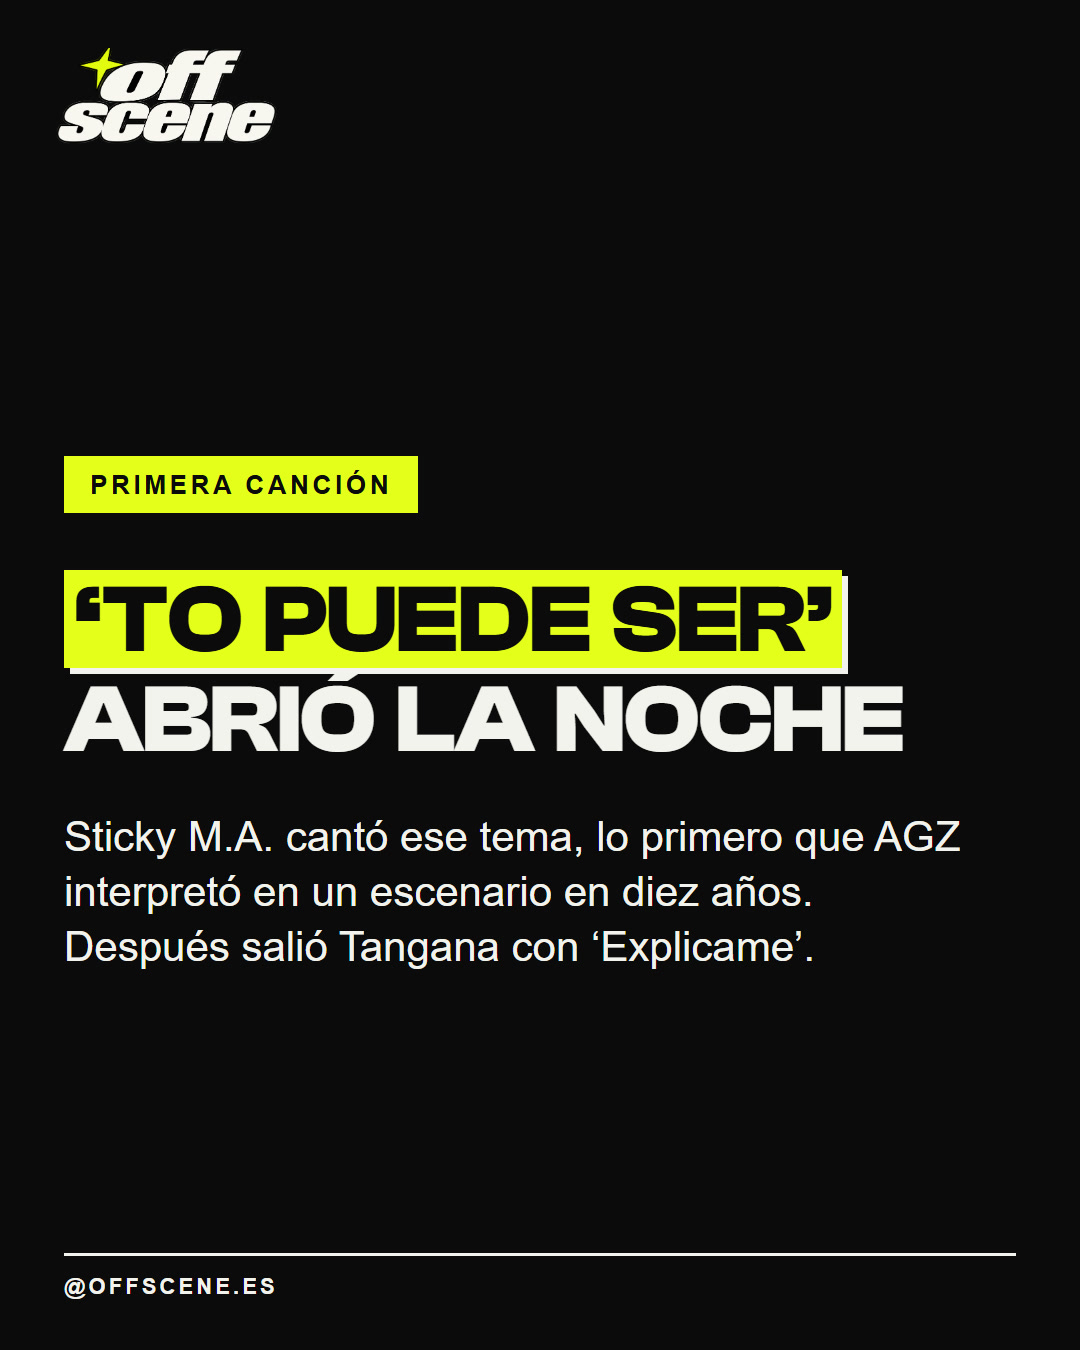 off
scene
PRIMERA CANCIÓN
‘TO PUEDE SER’
ABRIÓ LA NOCHE
Sticky M.A. cantó ese tema, lo primero que AGZ
interpretó en un escenario en diez años.
Después salió Tangana con ‘Explicame’.
@OFFSCENE.ES